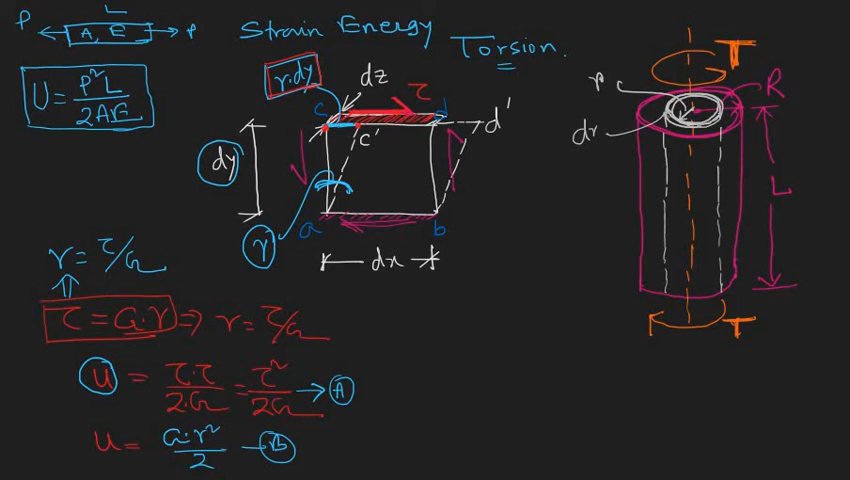 L
P
A, E
P
Strain Energy
Torsion.
U = P²L / 2AE
r.dy
dz
τ
c
d
d'
c'
dy
γ
a
b
dx
T
r
R
dr
L
T
γ = τ/G
τ = G.γ ⇒ γ = τ/G
u = τ.τ / 2.G = τ² / 2G → A
u = G.γ² / 2 — B